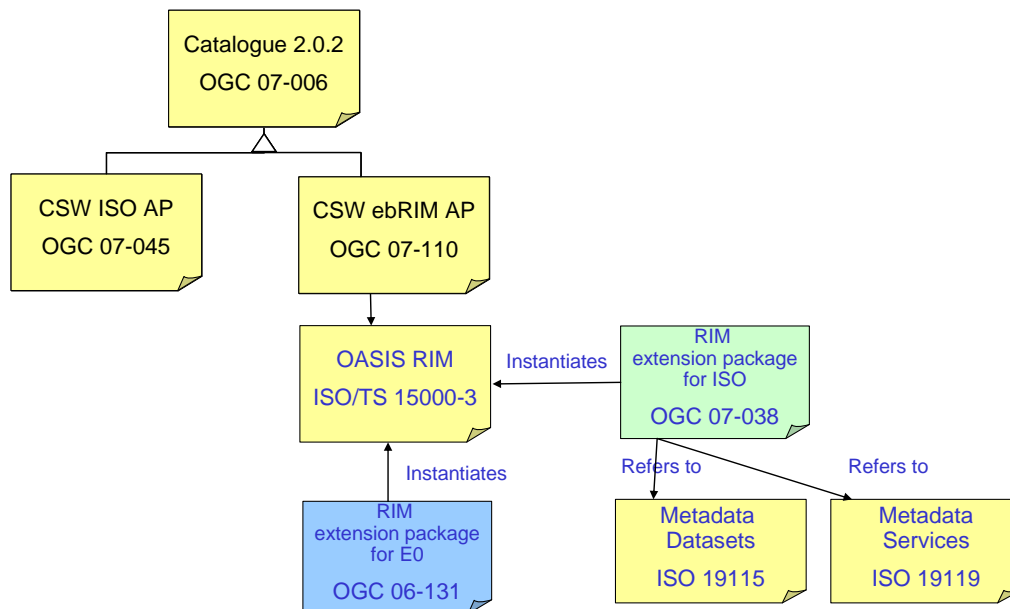 Catalogue 2.0.2
OGC 07-006
CSW ISO AP
OGC 07-045
CSW ebRIM AP
OGC 07-110
OASIS RIM
ISO/TS 15000-3
Instantiates
RIM
extension package
for ISO
OGC 07-038
Instantiates
Refers to
Refers to
RIM
extension package
for E0
OGC 06-131
Metadata
Datasets
ISO 19115
Metadata
Services
ISO 19119